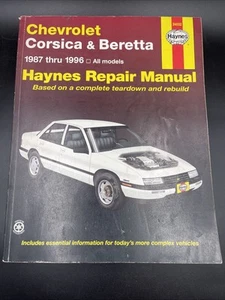 Chevrolet
Corsica & Beretta
1987 thru 1996 □ All models
Haynes
Haynes Repair Manual
Based on a complete teardown and rebuild
Includes essential information for today's more complex vehicles